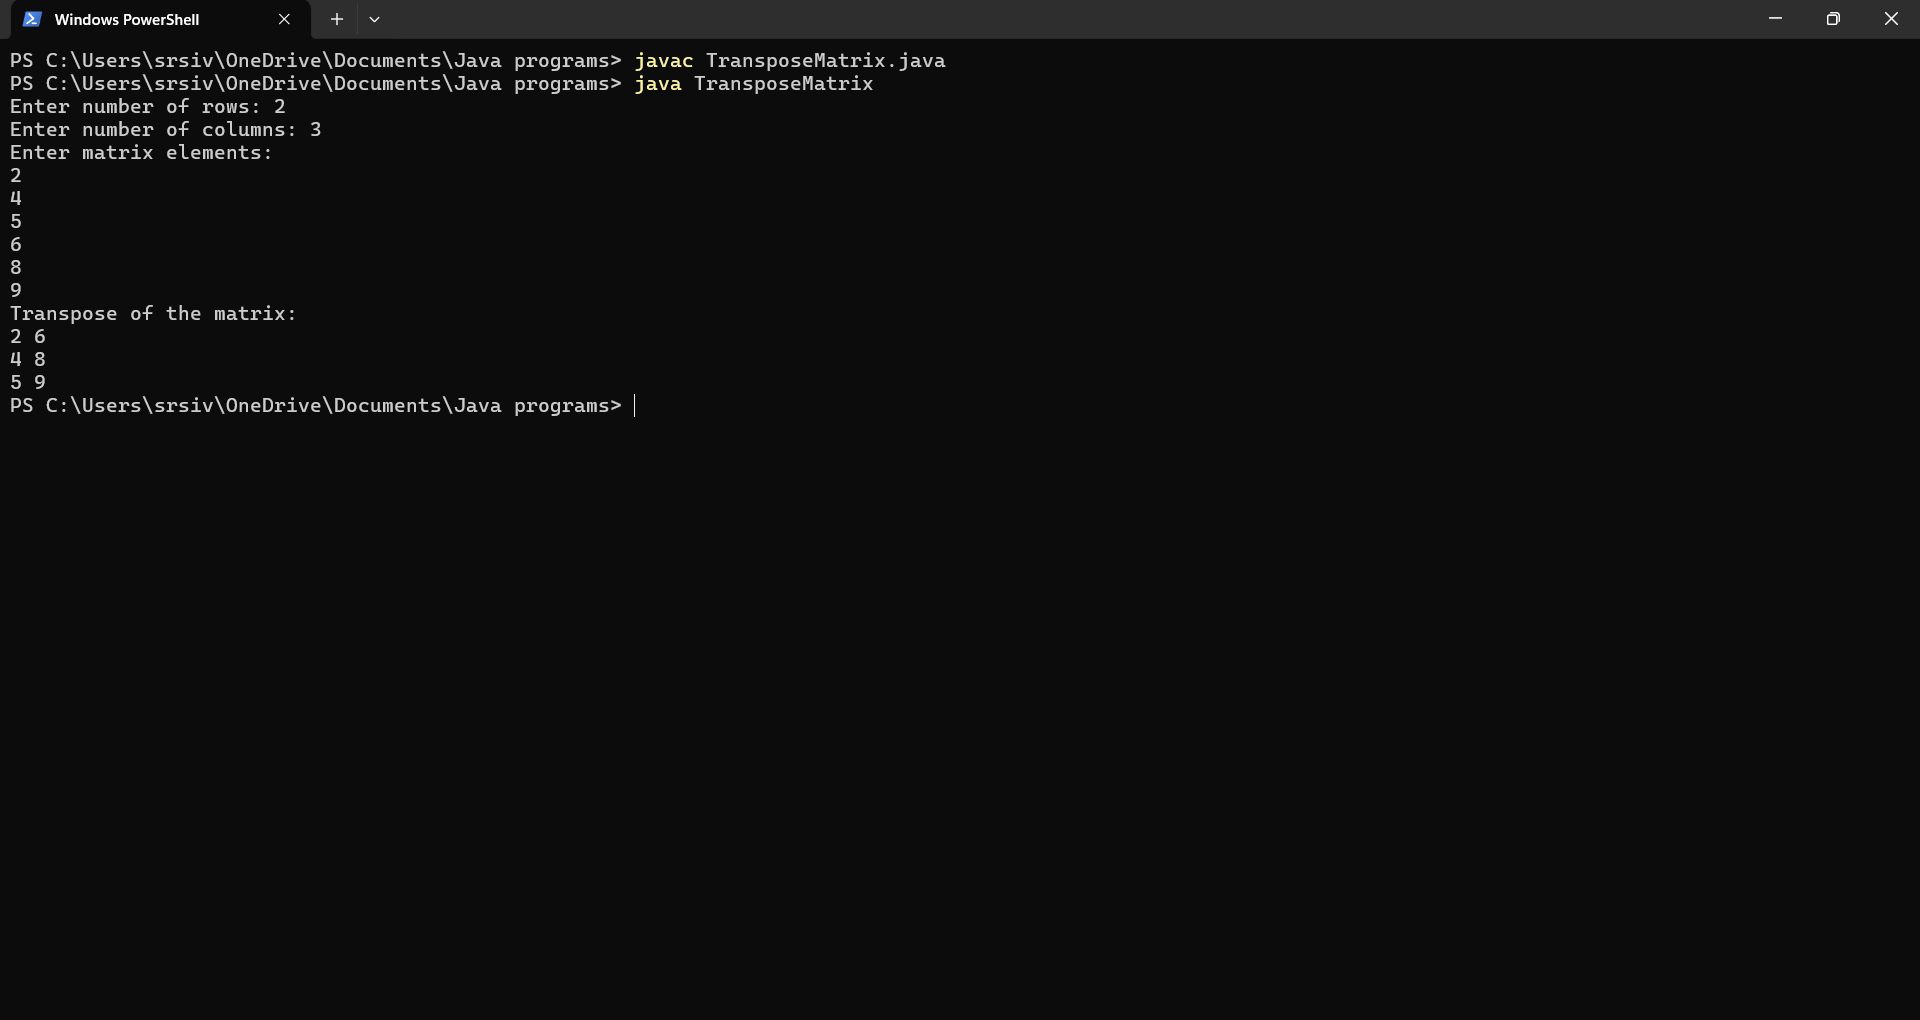 Windows PowerShell
PS C:\Users\srsiv\OneDrive\Documents\Java programs> javac TransposeMatrix.java
PS C:\Users\srsiv\OneDrive\Documents\Java programs> java TransposeMatrix
Enter number of rows: 2
Enter number of columns: 3
Enter matrix elements:
2
4
5
6
8
9
Transpose of the matrix:
2 6
4 8
5 9
PS C:\Users\srsiv\OneDrive\Documents\Java programs>